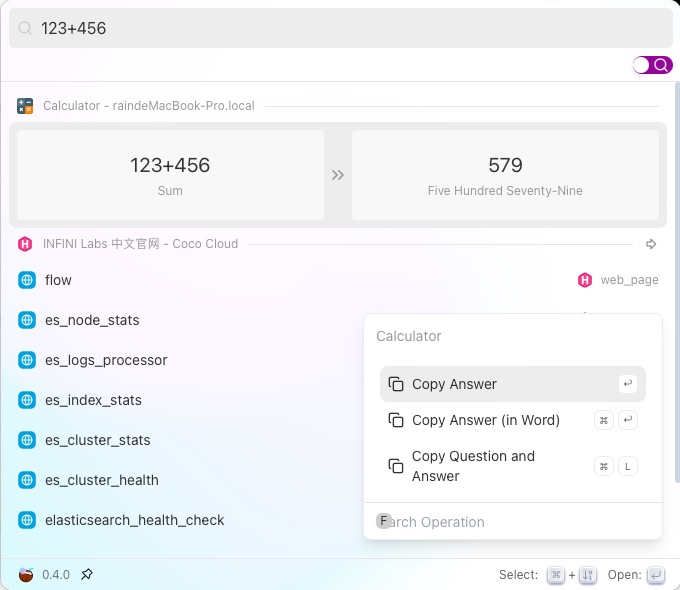 123+456
Calculator - raindeMacBook-Pro.local
123+456
Sum
579
Five Hundred Seventy-Nine
INFINI Labs 中文官网 - Coco Cloud
flow
web_page
es_node_stats
es_logs_processor
es_index_stats
es_cluster_stats
es_cluster_health
elasticsearch_health_check
Calculator
Copy Answer
↩
Copy Answer (in Word)
⌘ ↩
Copy Question and
Answer
⌘ L
F
arch Operation
0.4.0
Select: ⌘ +
Open: ↩